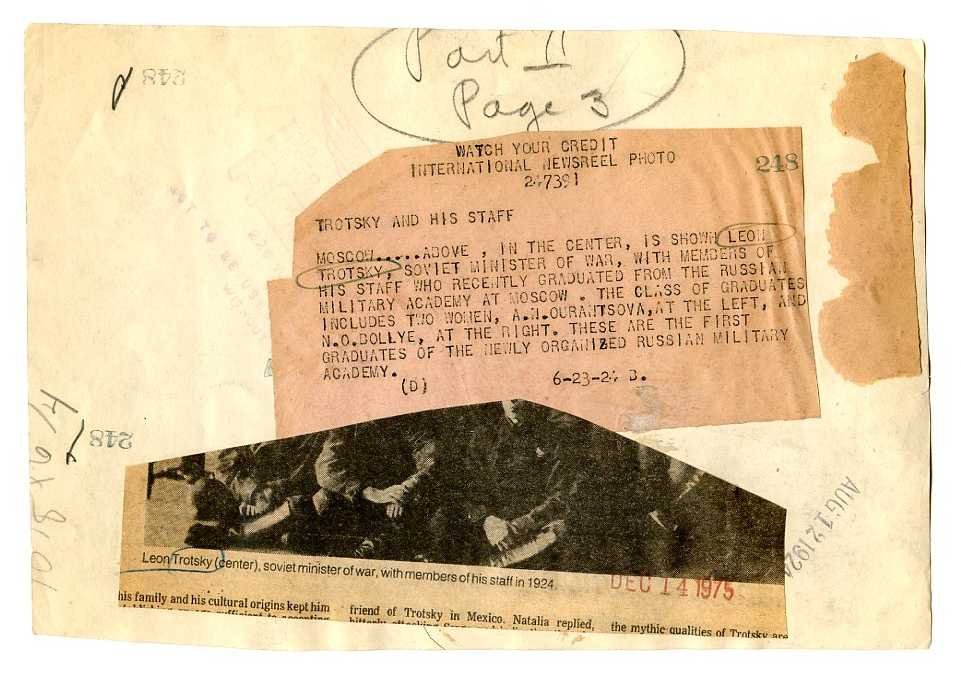 Part II
Page 3
248
WATCH YOUR CREDIT
INTERNATIONAL NEWSREEL PHOTO
247391
248
TROTSKY AND HIS STAFF
MOSCOW.....ABOVE , IN THE CENTER, IS SHOWN LEON
TROTSKY, SOVIET MINISTER OF WAR, WITH MEMBERS OF
HIS STAFF WHO RECENTLY GRADUATED FROM THE RUSSIAN
MILITARY ACADEMY AT MOSCOW . THE CLASS OF GRADUATES
INCLUDES TWO WOMEN, A.N.OURANTSOVA,AT THE LEFT, AND
N.O.BOLLYE, AT THE RIGHT. THESE ARE THE FIRST
GRADUATES OF THE NEWLY ORGANIZED RUSSIAN MILITARY
ACADEMY.
(D) 6-23-24 B.
248
AUG 12 1924
Leon Trotsky (center), soviet minister of war, with members of his staff in 1924.
DEC 14 1975
his family and his cultural origins kept him
friend of Trotsky in Mexico. Natalia replied,
the mythic qualities of Trotsky are